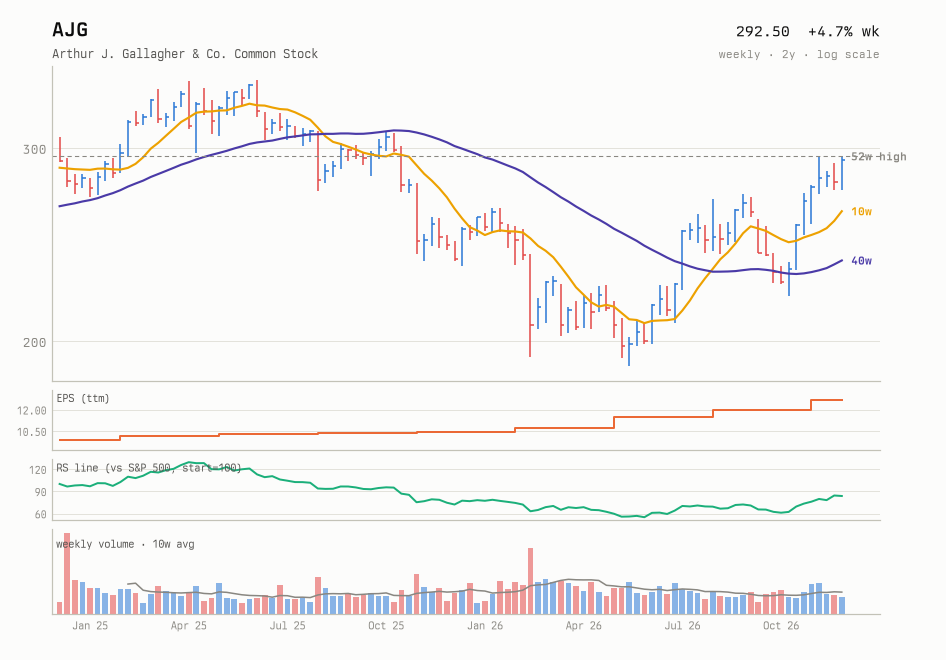 AJG
292.50 +4.7% wk
Arthur J. Gallagher & Co. Common Stock
weekly · 2y · log scale
300
52w high
10w
40w
200
EPS (ttm)
12.00
10.50
RS line (vs S&P 500, start=100)
120
90
60
weekly volume · 10w avg
Jan 25 Apr 25 Jul 25 Oct 25 Jan 26 Apr 26 Jul 26 Oct 26